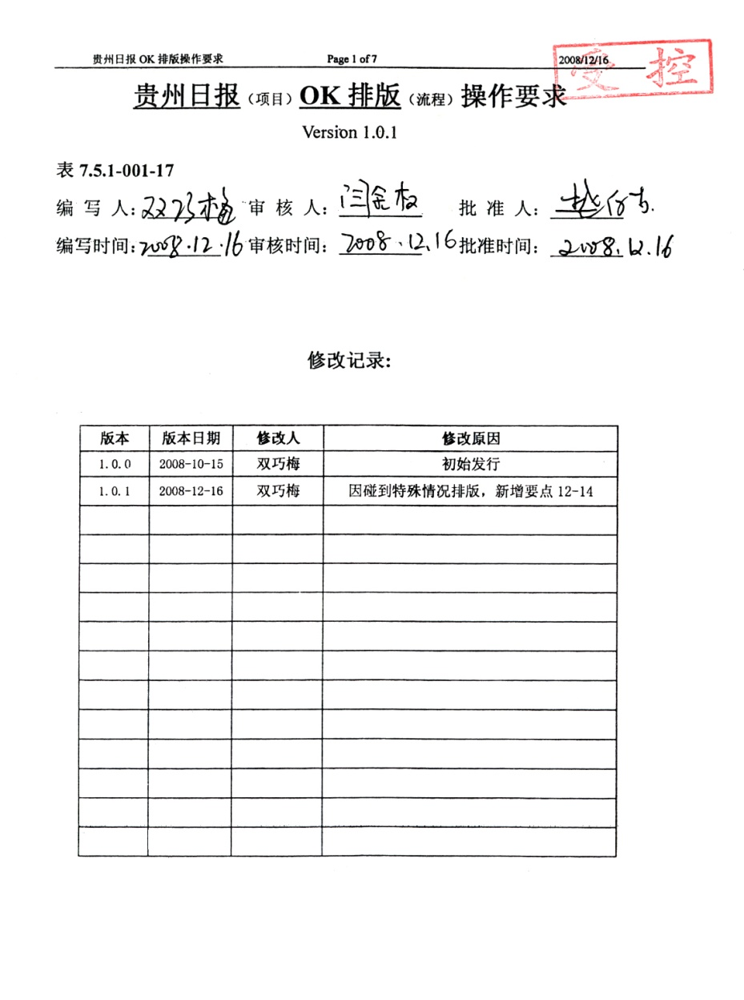 贵州日报 OK 排版操作要求 Page 1 of 7 2008/12/16
受控
贵州日报（项目）OK 排版（流程）操作要求
Version 1.0.1
表 7.5.1-001-17
编 写 人: 双巧梅 审 核 人: 闫金 批 准 人:
编写时间: 2008.12.16 审核时间: 2008.12.16 批准时间: 2008.12.16
修改记录:
版本 版本日期 修改人 修改原因
1.0.0 2008-10-15 双巧梅 初始发行
1.0.1 2008-12-16 双巧梅 因碰到特殊情况排版，新增要点 12-14